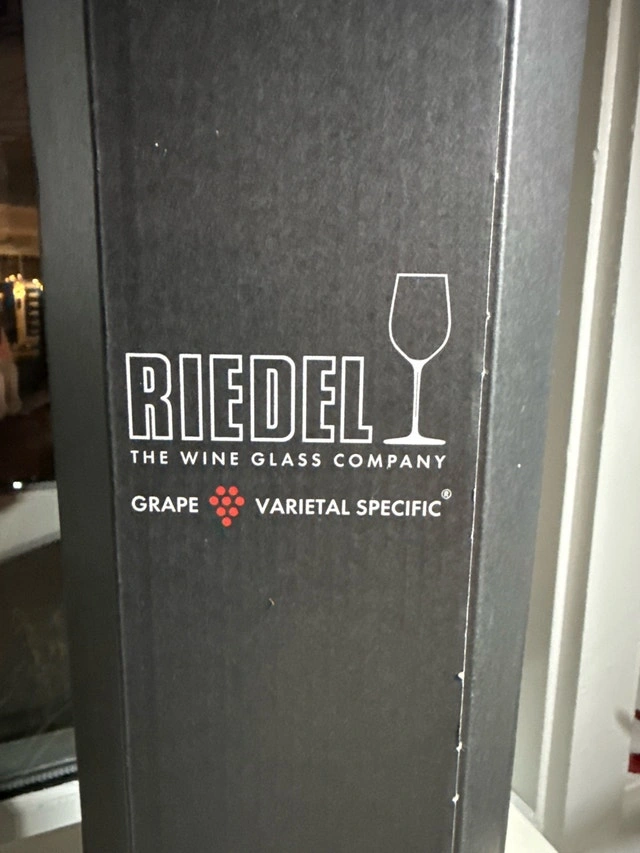 RIEDEL
THE WINE GLASS COMPANY
GRAPE VARIETAL SPECIFIC®